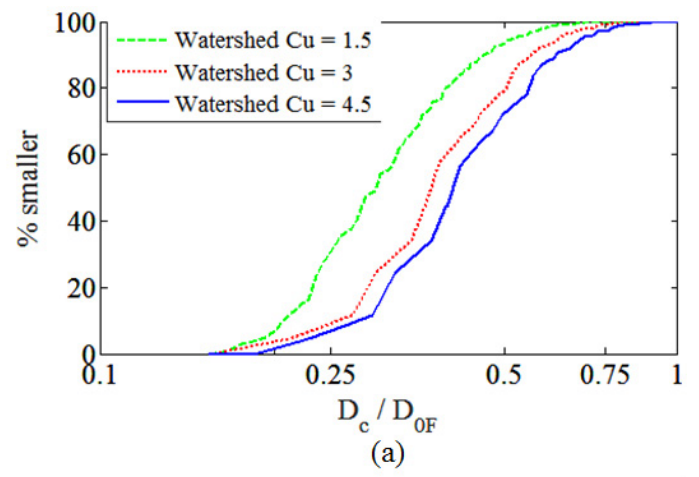 100
80
60
40
20
0
% smaller
Watershed Cu = 1.5
Watershed Cu = 3
Watershed Cu = 4.5
0.1 0.25 0.5 0.75 1
Dc / D0F
(a)